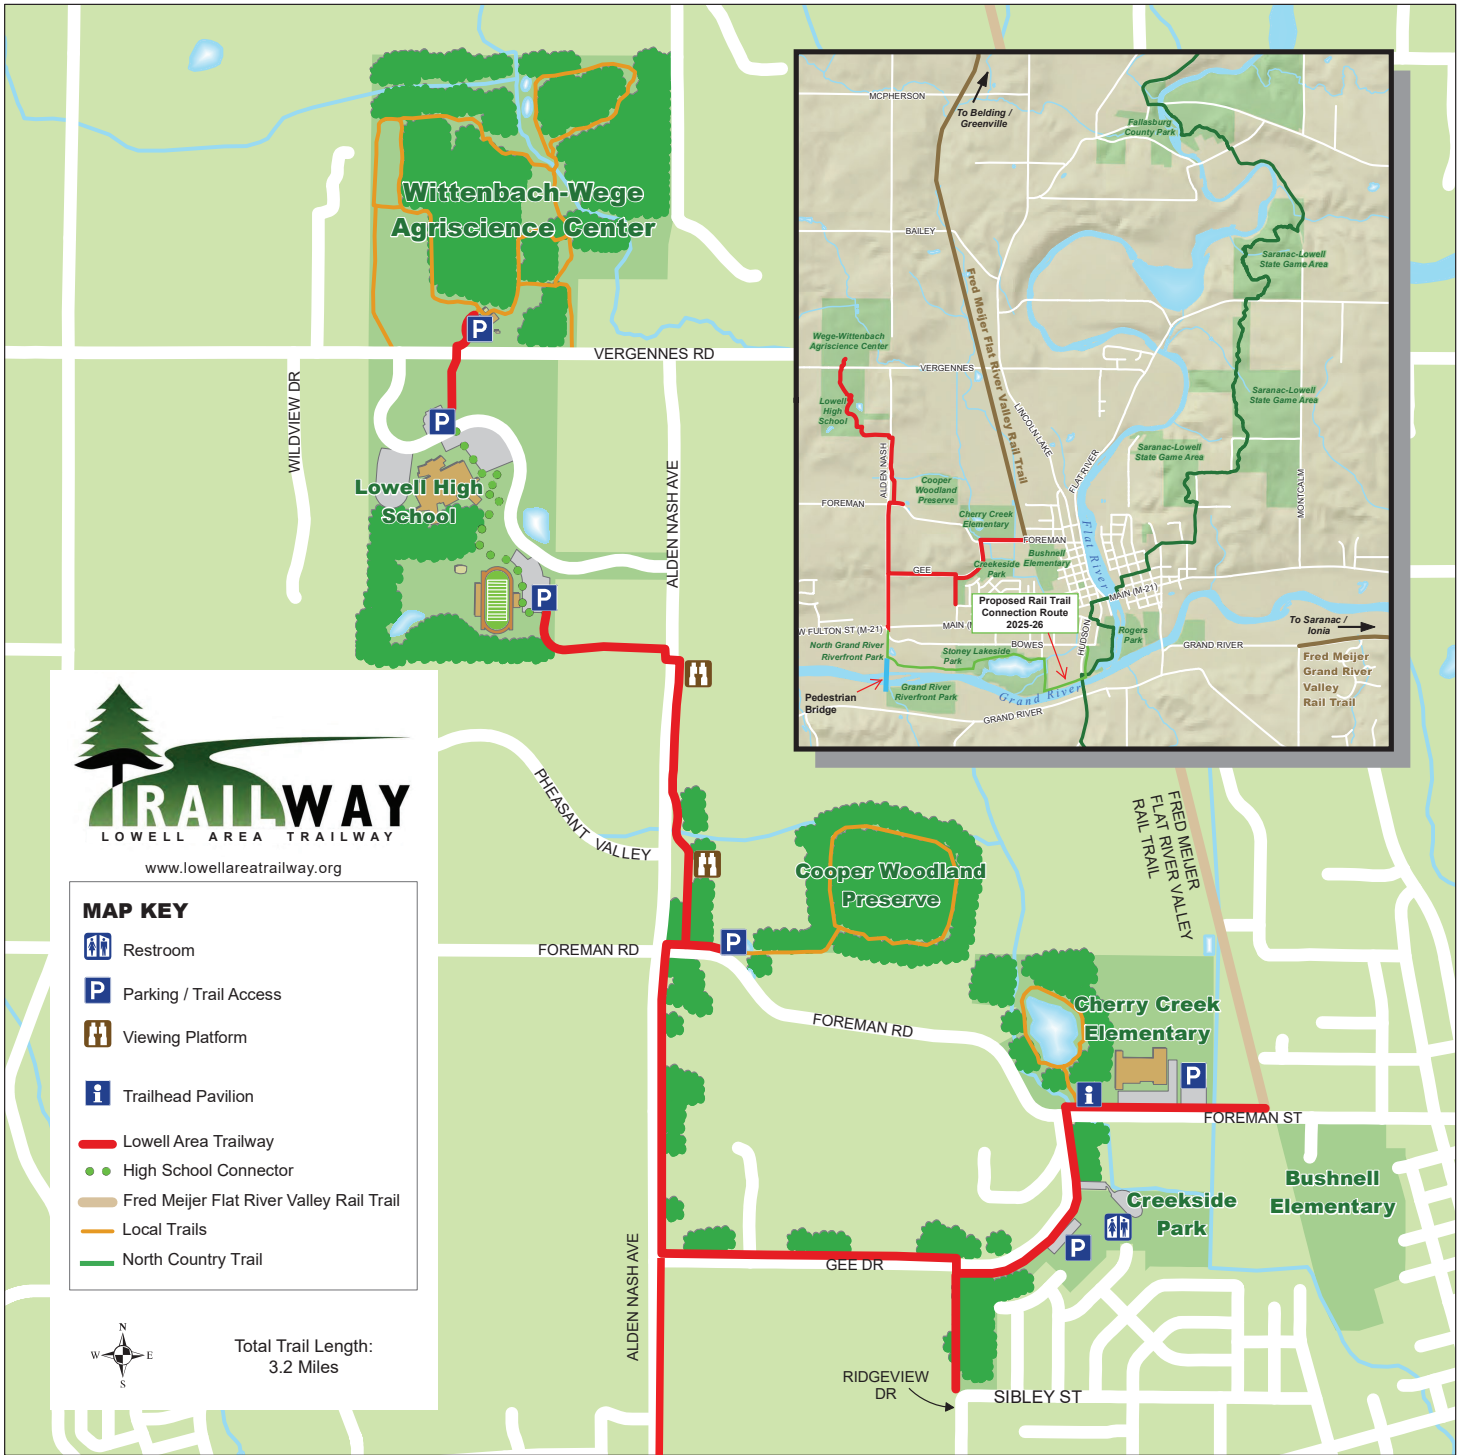 Wittenbach-Wege
Agriscience Center
P
VERGENNES RD
P
WILDVIEW DR
Lowell High
School
ALDEN NASH AVE
P
PHEASANT VALLEY
Cooper Woodland
Preserve
P
FOREMAN RD
FOREMAN RD
FRED MEIJER
FLAT RIVER VALLEY
RAIL TRAIL
Cherry Creek
Elementary
P
i
FOREMAN ST
Bushnell
Elementary
Creekside
Park
P
GEE DR
ALDEN NASH AVE
RIDGEVIEW
DR
SIBLEY ST
MCPHERSON
To Belding /
Greenville
Fallasburg
County Park
BAILEY
Saranac-Lowell
State Game Area
Fred Meijer Flat River Valley Rail Trail
Wege-Wittenbach
Agriscience Center
VERGENNES
Lowell
High
School
LINCOLN LAKE
Saranac-Lowell
State Game Area
Saranac-Lowell
State Game Area
ALDEN NASH
FLAT RIVER
MONTCALM
Cooper
Woodland
Preserve
FOREMAN
Cherry Creek
Elementary
FOREMAN
Bushnell
Elementary
Flat River
GEE
Creekeside
Park
Proposed Rail Trail
Connection Route
2025-26
MAIN (M-21)
W FULTON ST (M-21)
MAIN (M
HUDSON
Rogers
Park
To Saranac /
Ionia
North Grand River
Riverfront Park
BOWES
Stoney Lakeside
Park
GRAND RIVER
Fred Meijer
Grand River
Valley
Rail Trail
Pedestrian
Bridge
Grand River
Riverfront Park
Grand River
GRAND RIVER
TRAILWAY
LOWELL AREA TRAILWAY
www.lowellareatrailway.org
MAP KEY
Restroom
P Parking / Trail Access
Viewing Platform
i Trailhead Pavilion
Lowell Area Trailway
High School Connector
Fred Meijer Flat River Valley Rail Trail
Local Trails
North Country Trail
N
W E
S
Total Trail Length:
3.2 Miles